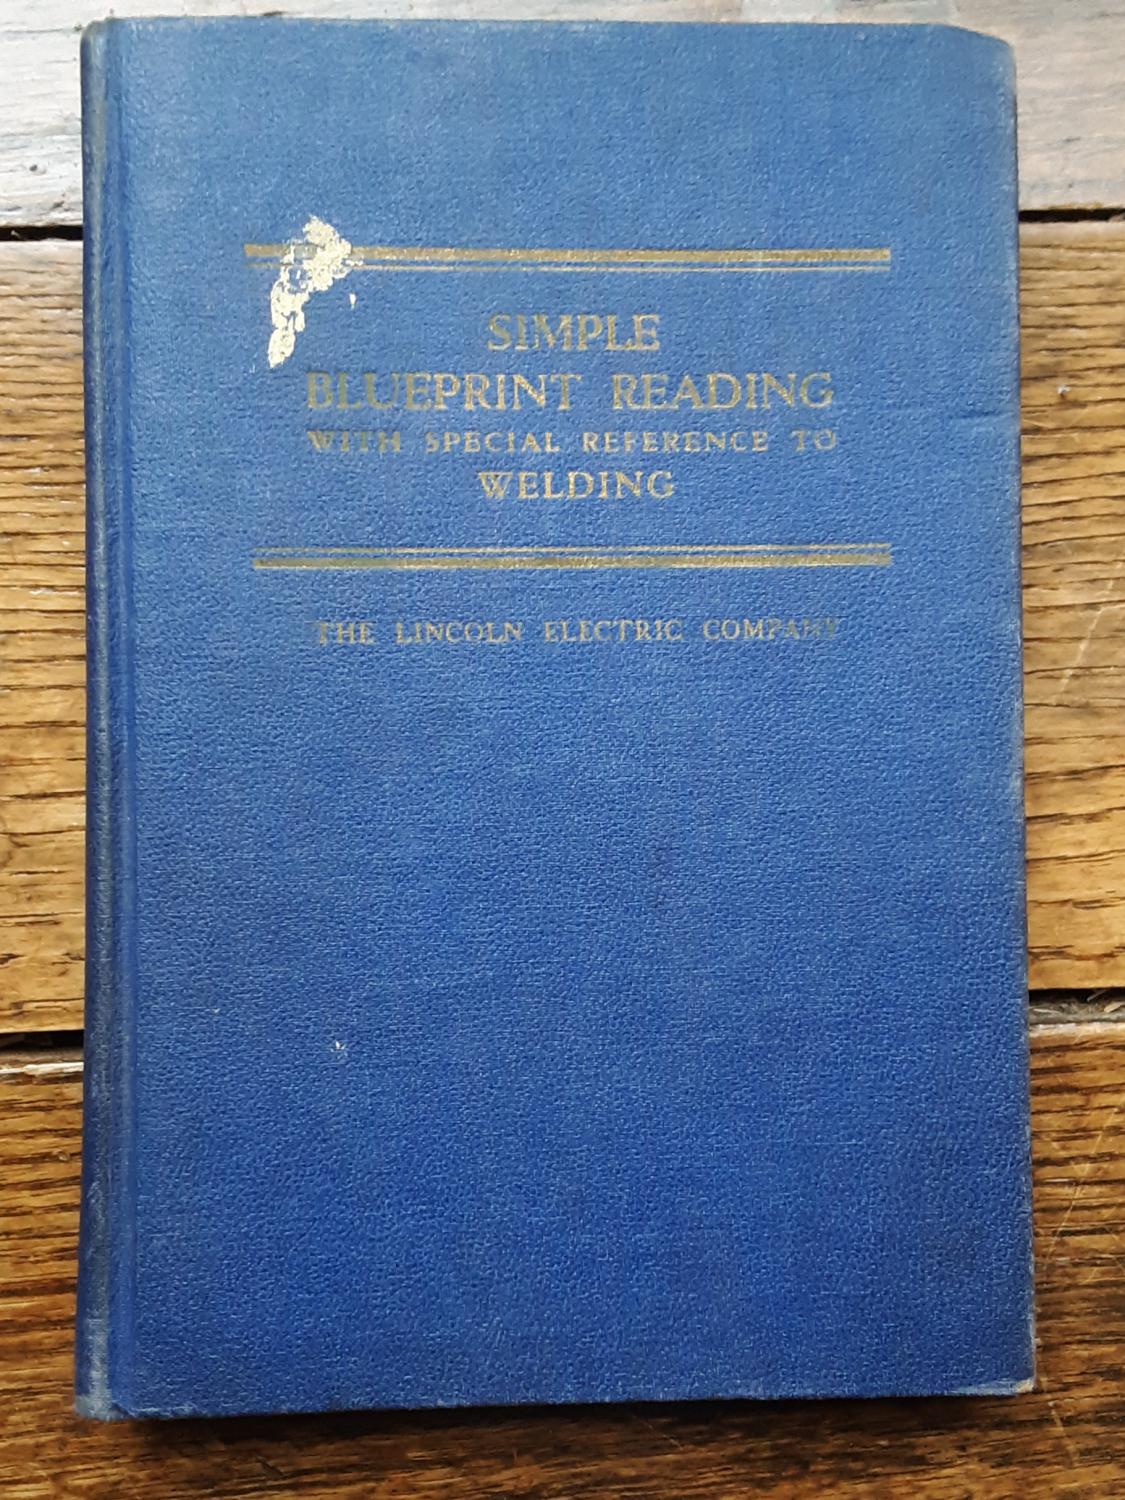 SIMPLE
BLUEPRINT READING
WITH SPECIAL REFERENCE TO
WELDING
THE LINCOLN ELECTRIC COMPANY